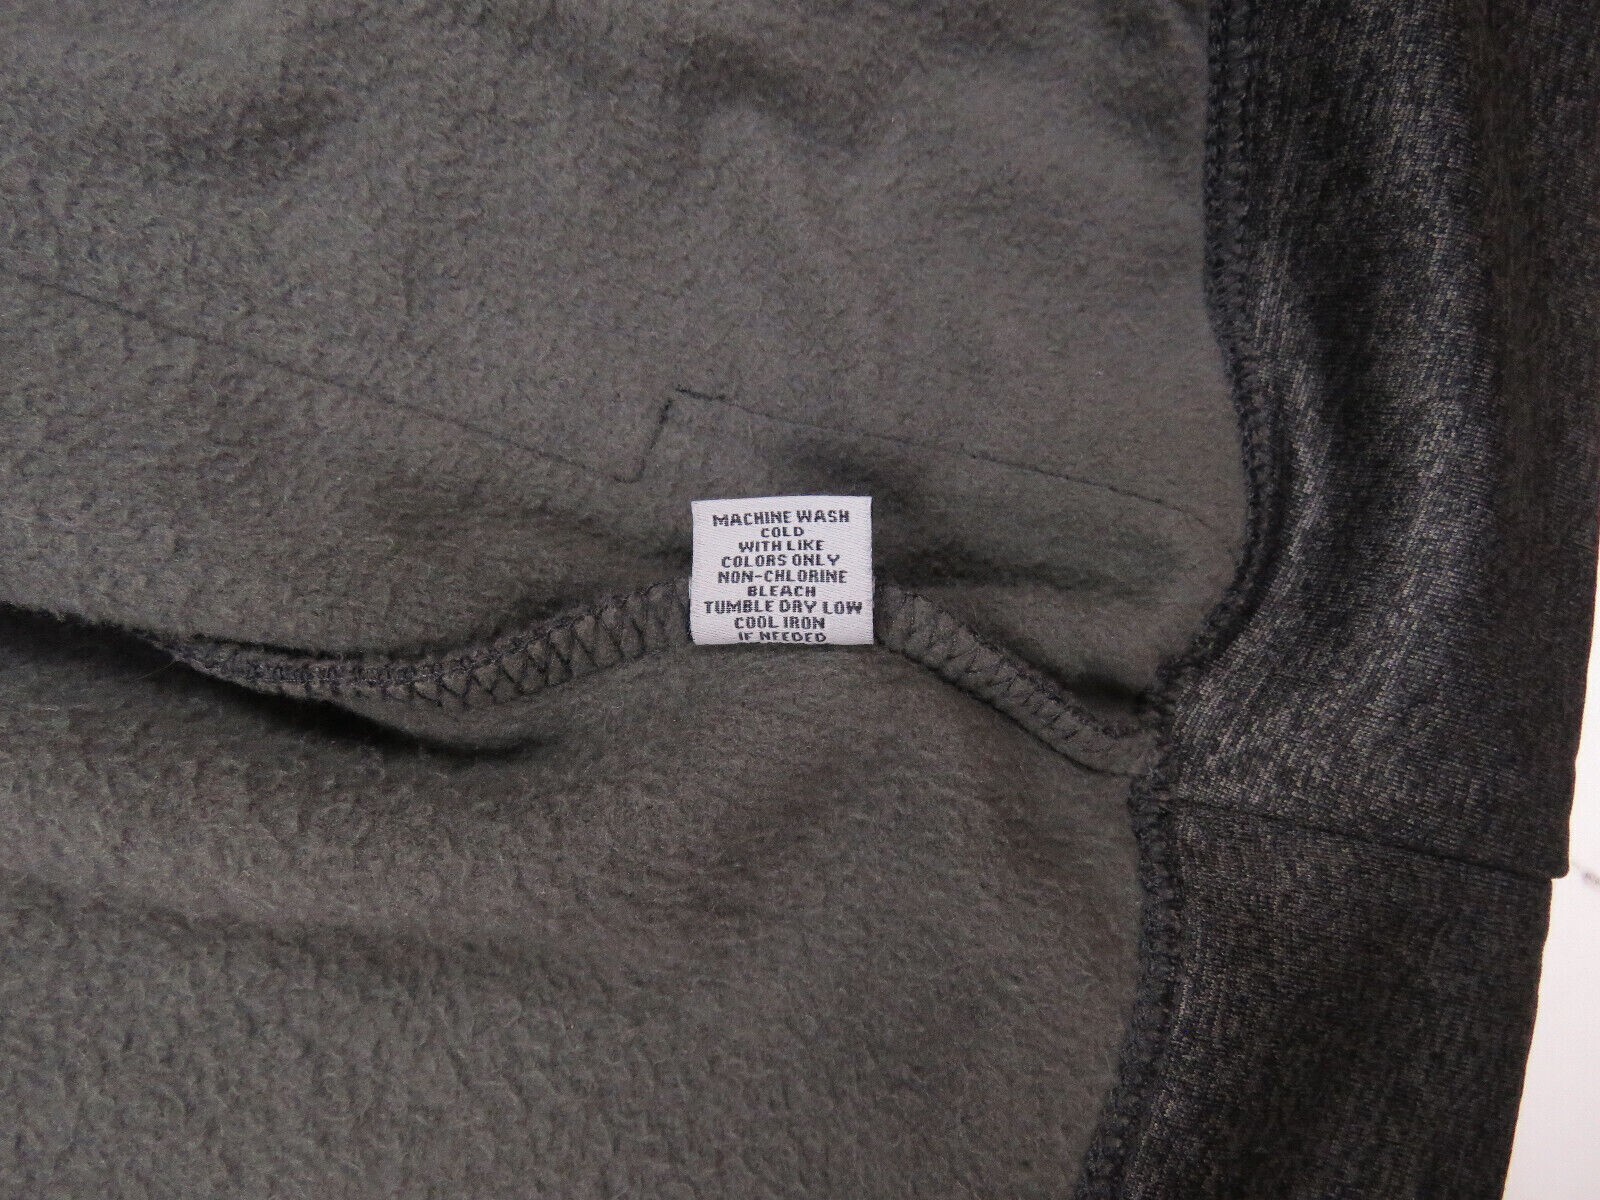 MACHINE WASH
COLD
WITH LIKE
COLORS ONLY
NON-CHLORINE
BLEACH
TUMBLE DRY LOW
COOL IRON
IF NEEDED